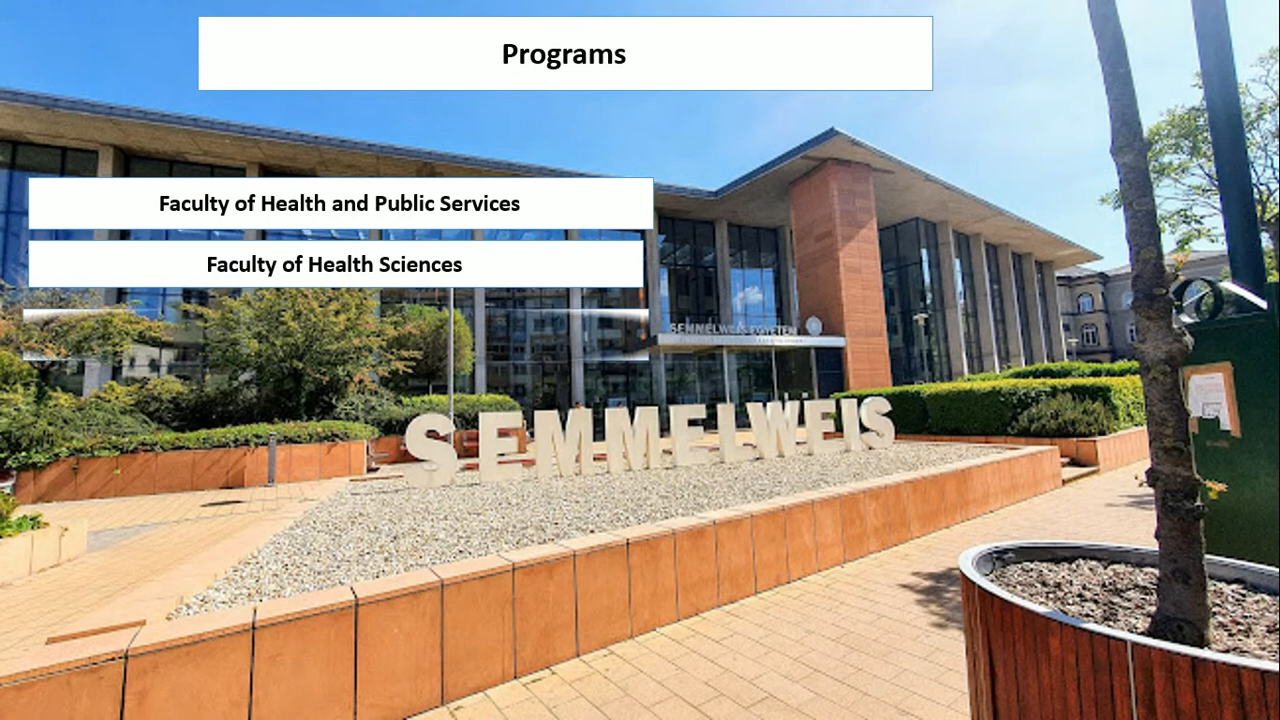 Programs
Faculty of Health and Public Services
Faculty of Health Sciences
SEMMELWEIS EGYETEM
SEMMELWEIS